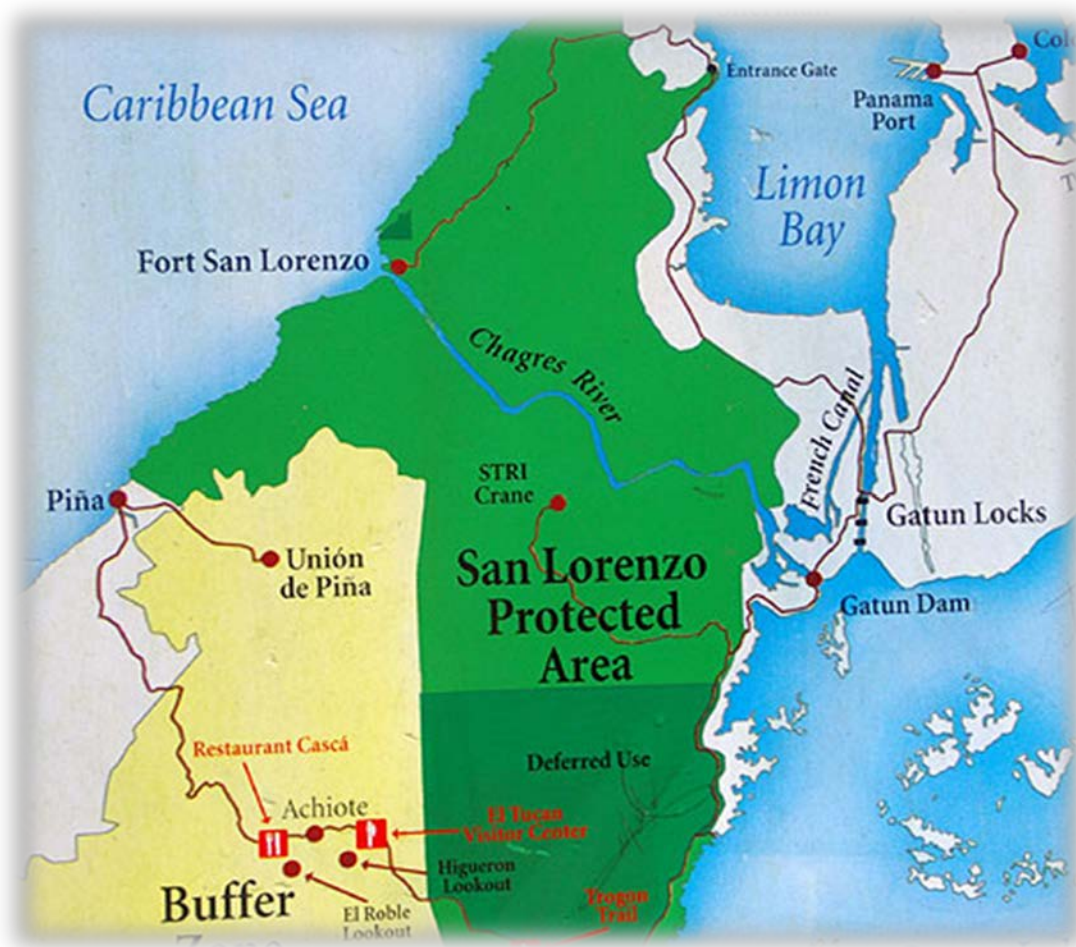 Col
Entrance Gate
Caribbean Sea
Panama
Port
Limon
Bay
Fort San Lorenzo
Chagres River
French Canal
STRI
Crane
Piña
Gatun Locks
Unión
de Piña
San Lorenzo
Protected
Area
Gatun Dam
Restaurant Cascá
Deferred Use
Achiote
El Tucan
Visitor Center
Higueron
Lookout
Buffer
El Roble
Lookout
Trogon
Trail